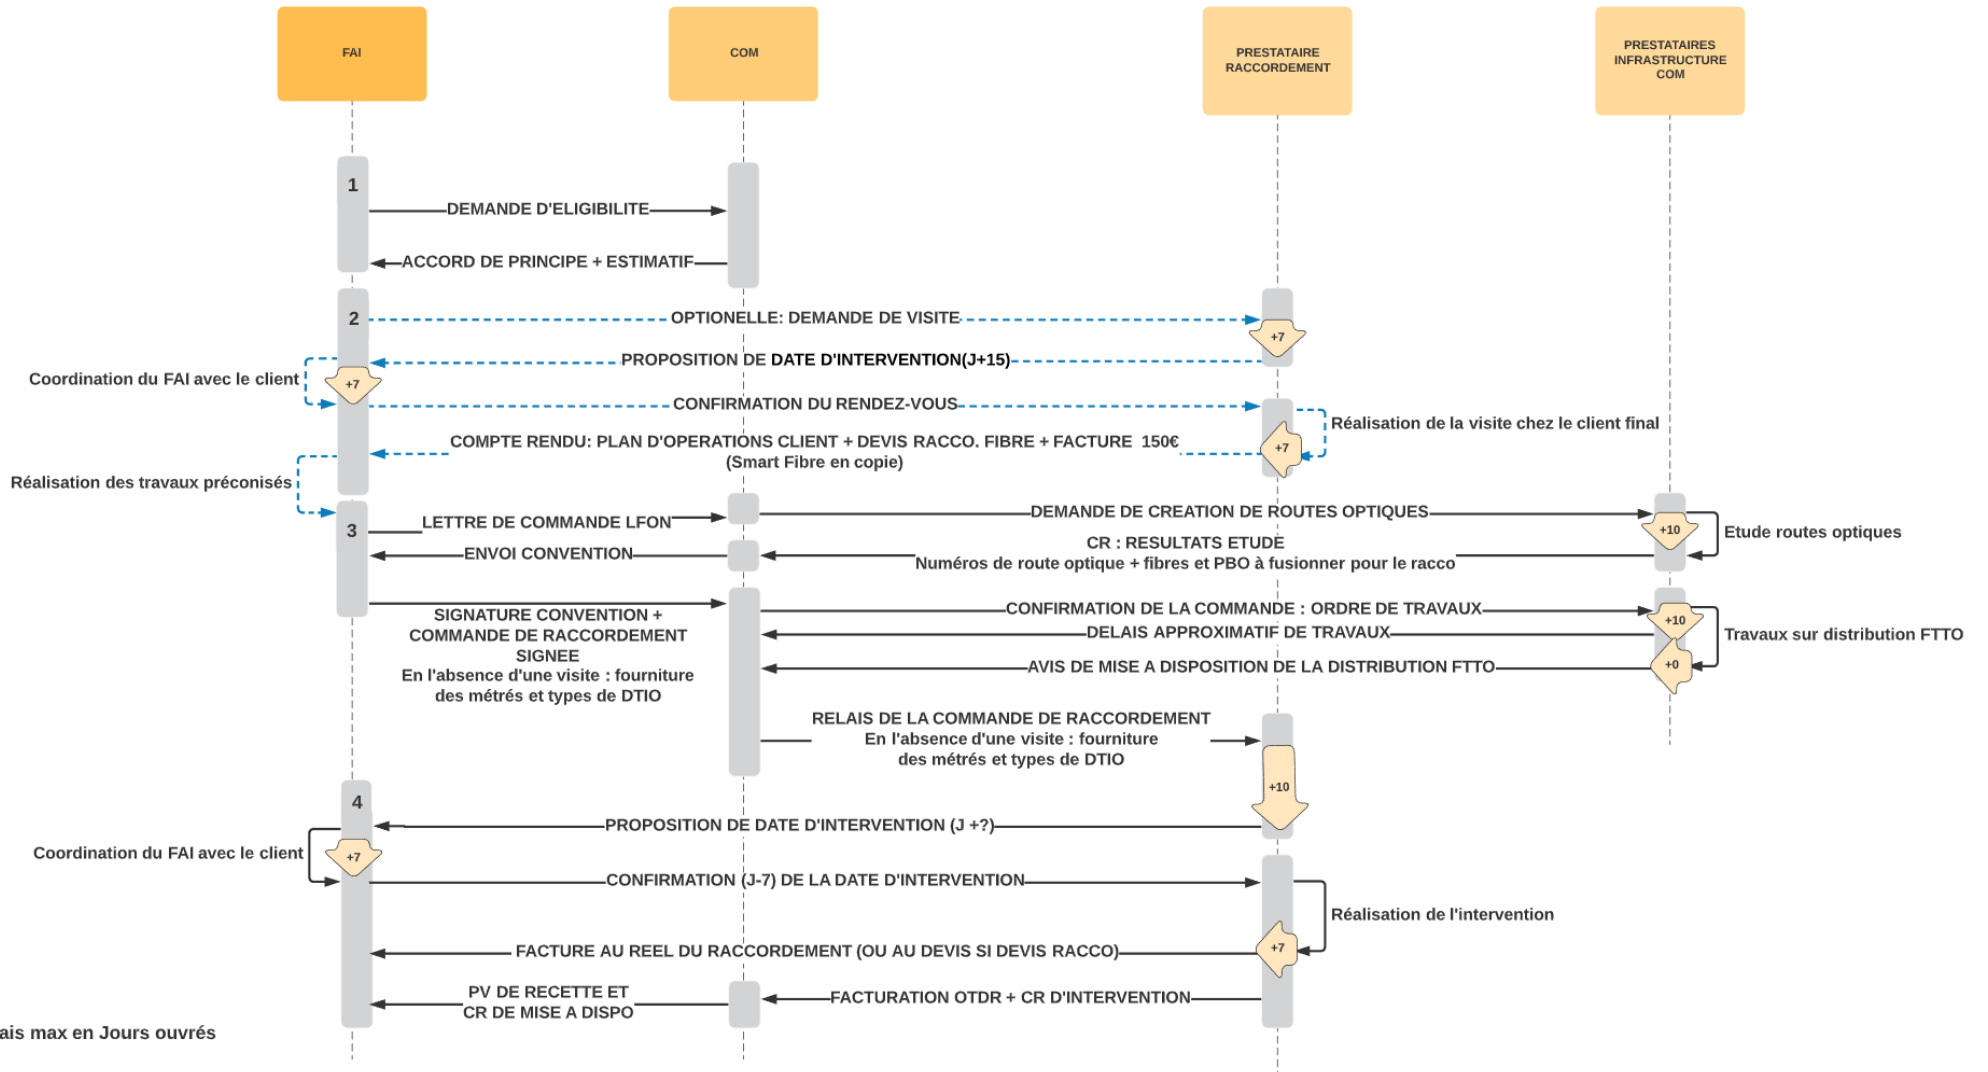 FAI
COM
PRESTATAIRE
RACCORDEMENT
PRESTATAIRES
INFRASTRUCTURE
COM
1
DEMANDE D'ELIGIBILITE
ACCORD DE PRINCIPE + ESTIMATIF
2
OPTIONELLE: DEMANDE DE VISITE
+7
PROPOSITION DE DATE D'INTERVENTION(J+15)
Coordination du FAI avec le client
+7
CONFIRMATION DU RENDEZ-VOUS
Réalisation de la visite chez le client final
COMPTE RENDU: PLAN D'OPERATIONS CLIENT + DEVIS RACCO. FIBRE + FACTURE 150€
(Smart Fibre en copie)
+7
Réalisation des travaux préconisés
3
LETTRE DE COMMANDE LFON
DEMANDE DE CREATION DE ROUTES OPTIQUES
+10
Etude routes optiques
ENVOI CONVENTION
CR : RESULTATS ETUDE
Numéros de route optique + fibres et PBO à fusionner pour le racco
SIGNATURE CONVENTION +
COMMANDE DE RACCORDEMENT
SIGNEE
En l'absence d'une visite : fourniture
des métrés et types de DTIO
CONFIRMATION DE LA COMMANDE : ORDRE DE TRAVAUX
+10
DELAIS APPROXIMATIF DE TRAVAUX
Travaux sur distribution FTTO
AVIS DE MISE A DISPOSITION DE LA DISTRIBUTION FTTO
+0
RELAIS DE LA COMMANDE DE RACCORDEMENT
En l'absence d'une visite : fourniture
des métrés et types de DTIO
+10
4
PROPOSITION DE DATE D'INTERVENTION (J +?)
Coordination du FAI avec le client
+7
CONFIRMATION (J-7) DE LA DATE D'INTERVENTION
Réalisation de l'intervention
FACTURE AU REEL DU RACCORDEMENT (OU AU DEVIS SI DEVIS RACCO)
+7
PV DE RECETTE ET
CR DE MISE A DISPO
FACTURATION OTDR + CR D'INTERVENTION
ais max en Jours ouvrés